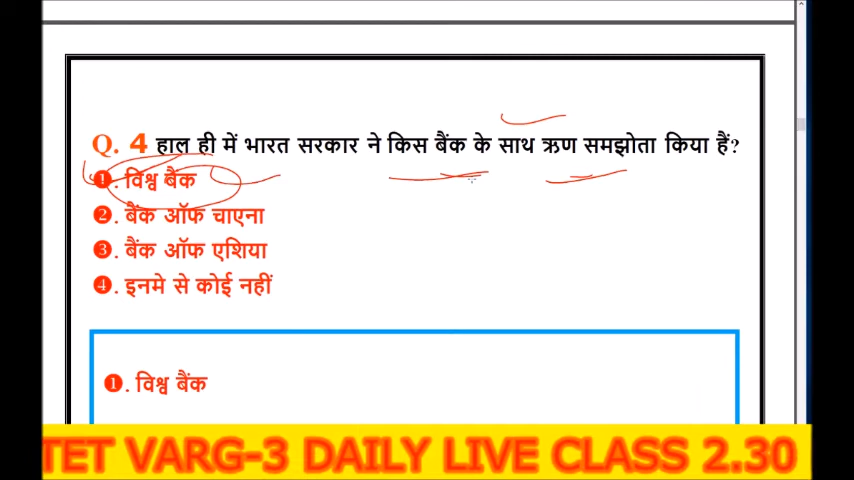 Q. 4 हाल ही में भारत सरकार ने किस बैंक के साथ ऋण समझोता किया हैं?
❶. विश्व बैंक
❷. बैंक ऑफ चाएना
❸. बैंक ऑफ एशिया
❹. इनमे से कोई नहीं
❶. विश्व बैंक
TET VARG-3 DAILY LIVE CLASS 2.30